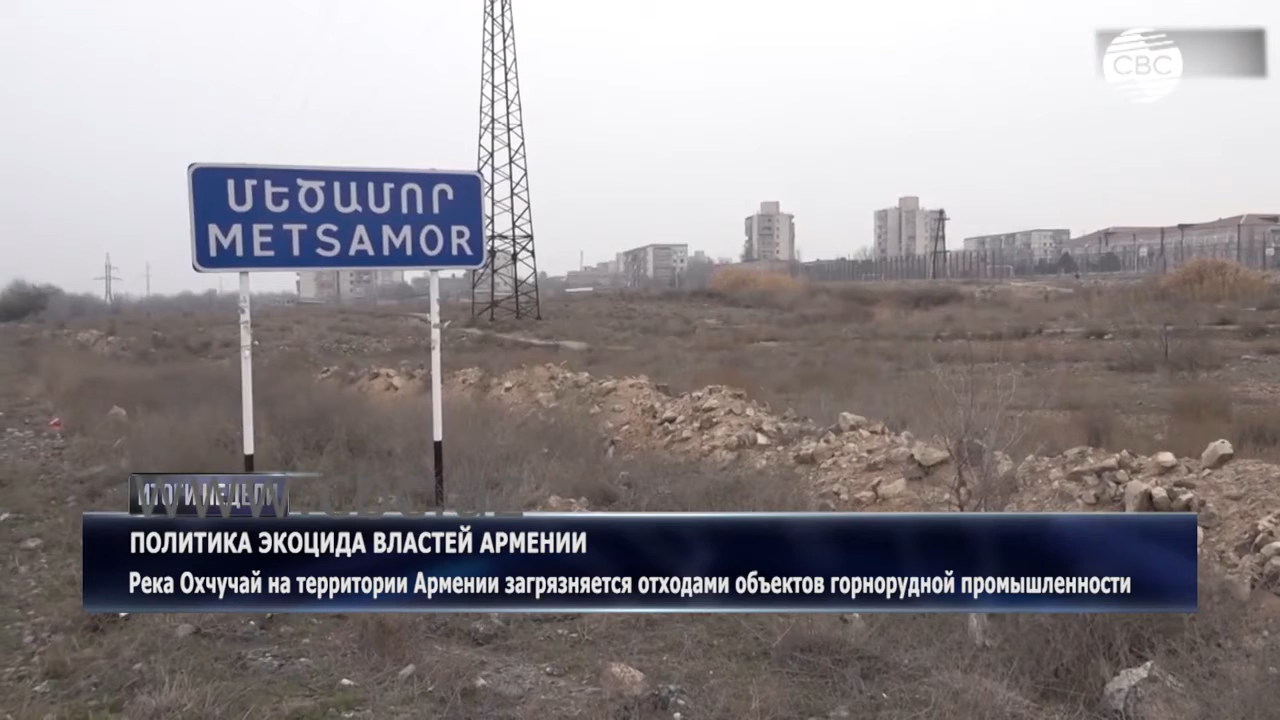 CBC
ՄԵԾԱՄՈՐ
METSAMOR
ИТОГИ НЕДЕЛИ
ПОЛИТИКА ЭКОЦИДА ВЛАСТЕЙ АРМЕНИИ
Река Охчучай на территории Армении загрязняется отходами объектов горнорудной промышленности